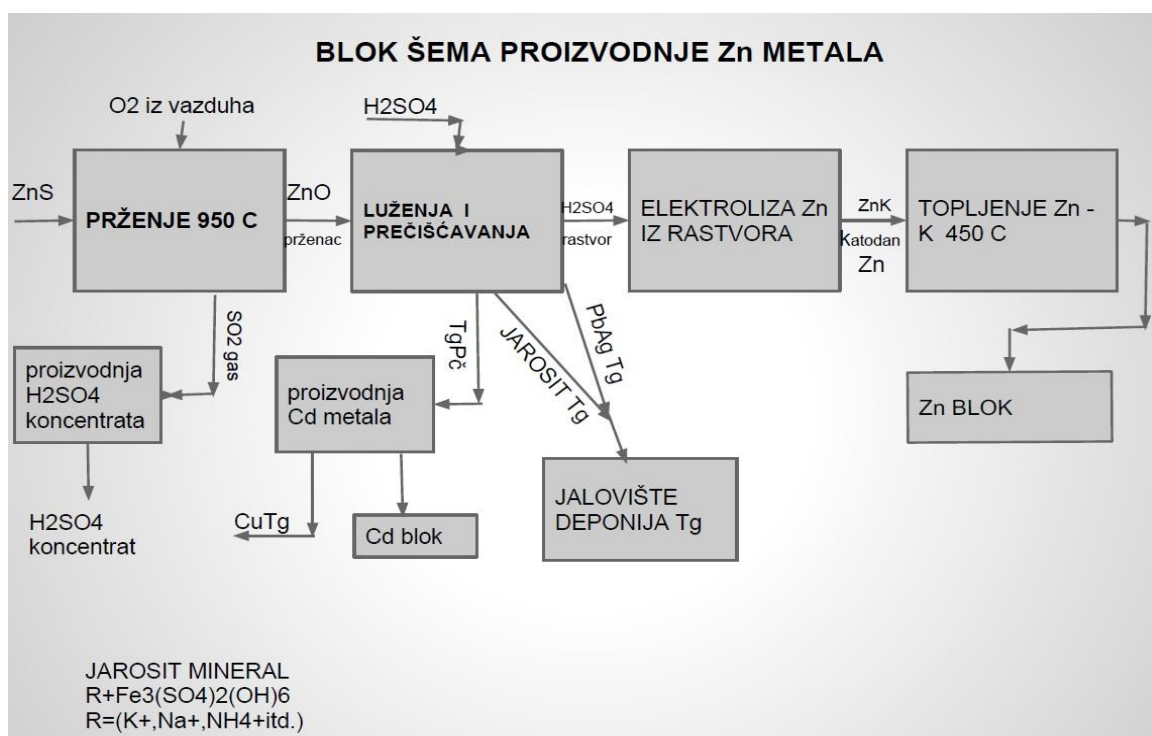 BLOK ŠEMA PROIZVODNJE Zn METALA
O2 iz vazduha
H2SO4
ZnS
PRŽENJE 950 C
ZnO
prženac
LUŽENJA I
PREČIŠĆAVANJA
H2SO4
rastvor
ELEKTROLIZA Zn
IZ RASTVORA
ZnK
Katodan
Zn
TOPLJENJE Zn -
K 450 C
SO2 gas
TgPč
JAROSIT Tg
PbAg Tg
proizvodnja
H2SO4
koncentrata
proizvodnja
Cd metala
Zn BLOK
H2SO4
koncentrat
CuTg
Cd blok
JALOVIŠTE
DEPONIJA Tg
JAROSIT MINERAL
R+Fe3(SO4)2(OH)6
R=(K+,Na+,NH4+itd.)